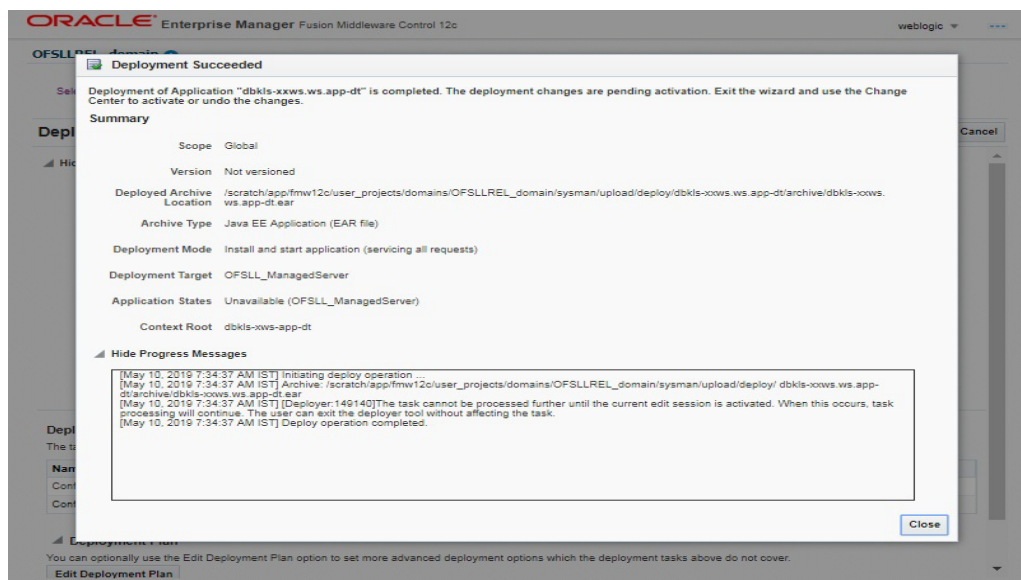 ORACLE Enterprise Manager Fusion Middleware Control 12c
weblogic
Deployment Succeeded
Deployment of Application "dbkls-xxws.ws.app-dt" is completed. The deployment changes are pending activation. Exit the wizard and use the Change
Center to activate or undo the changes.
Summary
Cancel
Scope Global
Version Not versioned
Deployed Archive Location /scratch/app/fmw12c/user_projects/domains/OFSLLREL_domain/sysman/upload/deploy/dbkls-xxws.ws.app-dt/archive/dbkls-xxws.
ws.app-dt.ear
Archive Type Java EE Application (EAR file)
Deployment Mode Install and start application (servicing all requests)
Deployment Target OFSLL_ManagedServer
Application States Unavailable (OFSLL_ManagedServer)
Context Root dbkls-xws-app-dt
Hide Progress Messages
[May 10, 2019 7:34:37 AM IST] Initiating deploy operation ...
[May 10, 2019 7:34:37 AM IST] Archive: /scratch/app/fmw12c/user_projects/domains/OFSLLREL_domain/sysman/upload/deploy/ dbkls-xxws.ws.app-
dt/archive/dbkls-xxws.ws.app-dt.ear
[May 10, 2019 7:34:37 AM IST] [Deployer:149140]The task cannot be processed further until the current edit session is activated. When this occurs, task
processing will continue. The user can exit the deployer tool without affecting the task.
[May 10, 2019 7:34:37 AM IST] Deploy operation completed.
Close
You can optionally use the Edit Deployment Plan option to set more advanced deployment options which the deployment tasks above do not cover.
Edit Deployment Plan